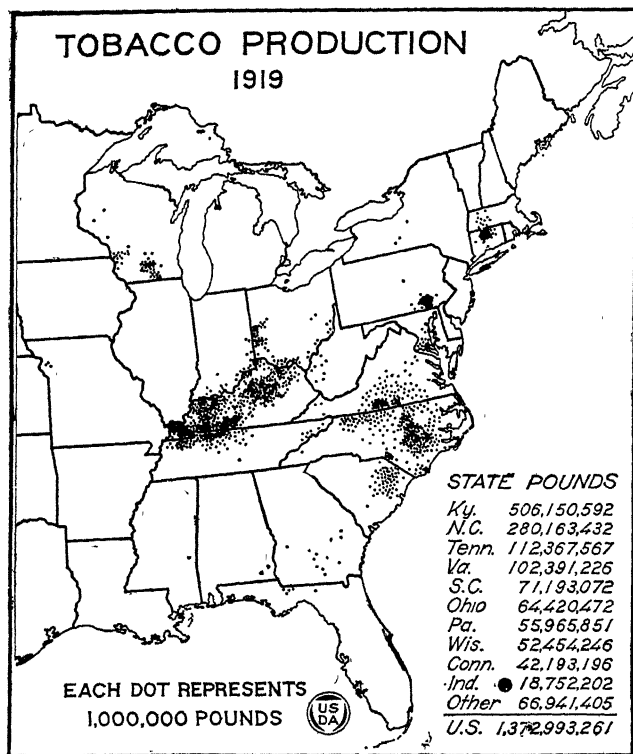 TOBACCO PRODUCTION
1919
STATE POUNDS
Ky. 506,150,592
N.C. 280,163,432
Tenn. 112,367,567
Va. 102,391,226
S.C. 71,193,072
Ohio 64,420,472
Pa. 55,965,851
Wis. 52,454,246
Conn. 42,193,196
Ind. 18,752,202
Other 66,941,405
U.S. 1,372,993,261
EACH DOT REPRESENTS
1,000,000 POUNDS
US
DA